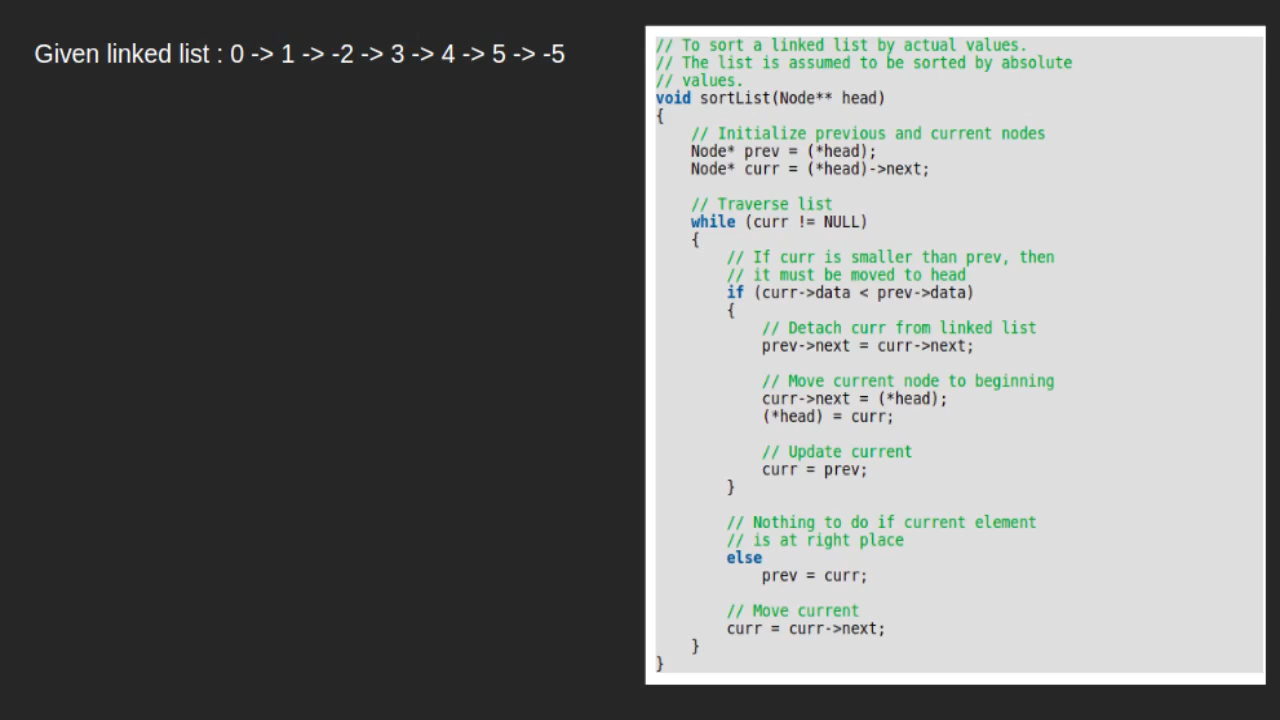 Given linked list : 0 -> 1 -> -2 -> 3 -> 4 -> 5 -> -5
// To sort a linked list by actual values.
// The list is assumed to be sorted by absolute
// values.
void sortList(Node** head)
{
    // Initialize previous and current nodes
    Node* prev = (*head);
    Node* curr = (*head)->next;

    // Traverse list
    while (curr != NULL)
    {
        // If curr is smaller than prev, then
        // it must be moved to head
        if (curr->data < prev->data)
        {
            // Detach curr from linked list
            prev->next = curr->next;

            // Move current node to beginning
            curr->next = (*head);
            (*head) = curr;

            // Update current
            curr = prev;
        }

        // Nothing to do if current element
        // is at right place
        else
            prev = curr;

        // Move current
        curr = curr->next;
    }
}